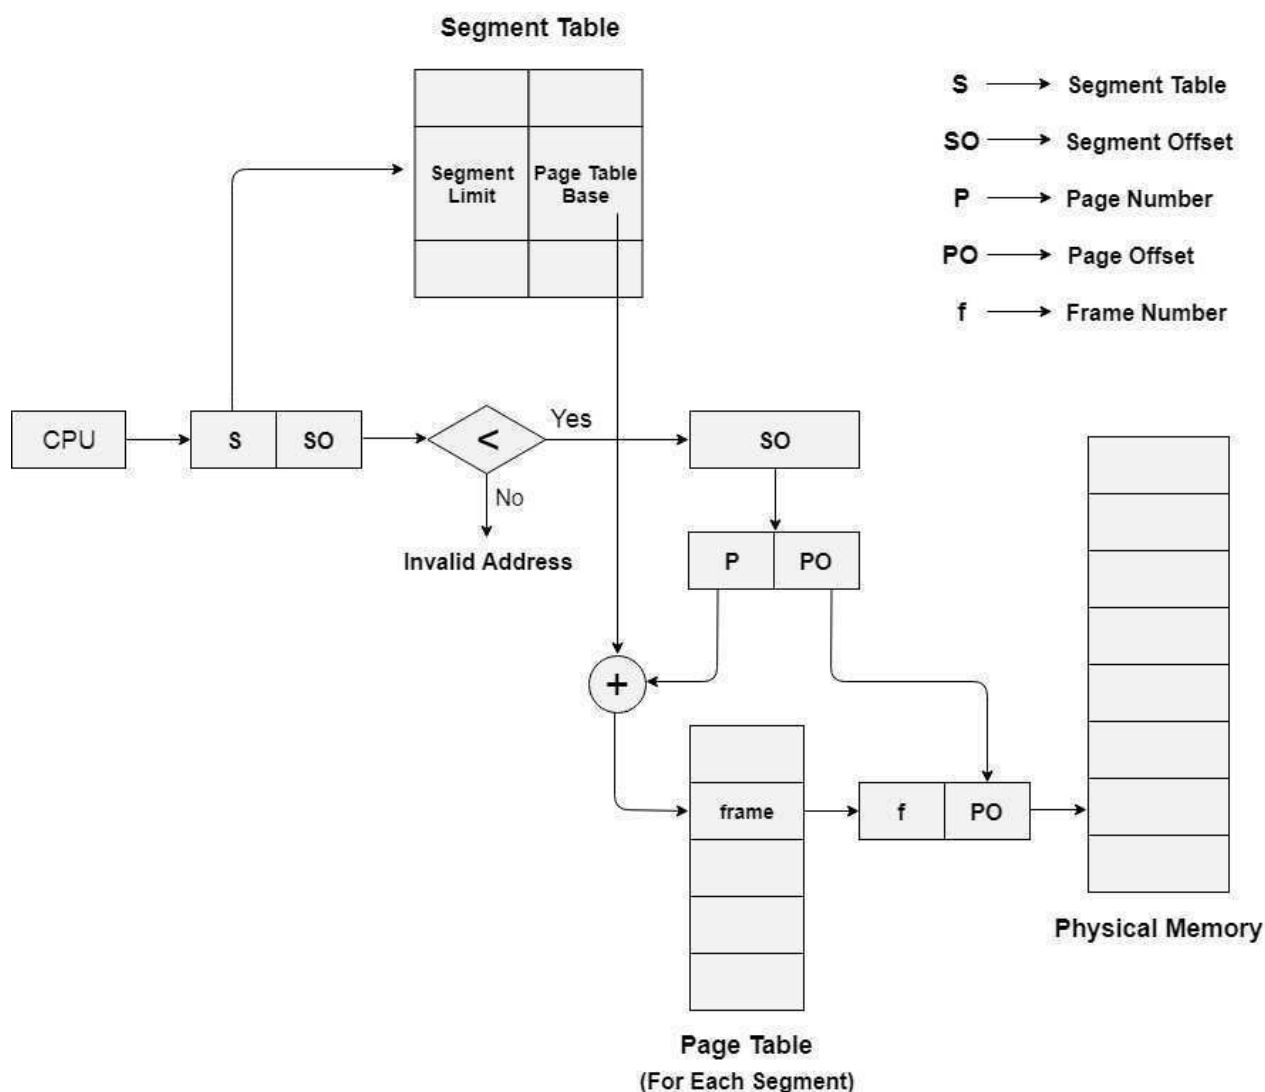 Segment Table
Segment Limit
Page Table Base
S Segment Table
SO Segment Offset
P Page Number
PO Page Offset
f Frame Number
CPU
S
SO
<
Yes
No
Invalid Address
SO
P
PO
+
frame
f
PO
Physical Memory
Page Table
(For Each Segment)